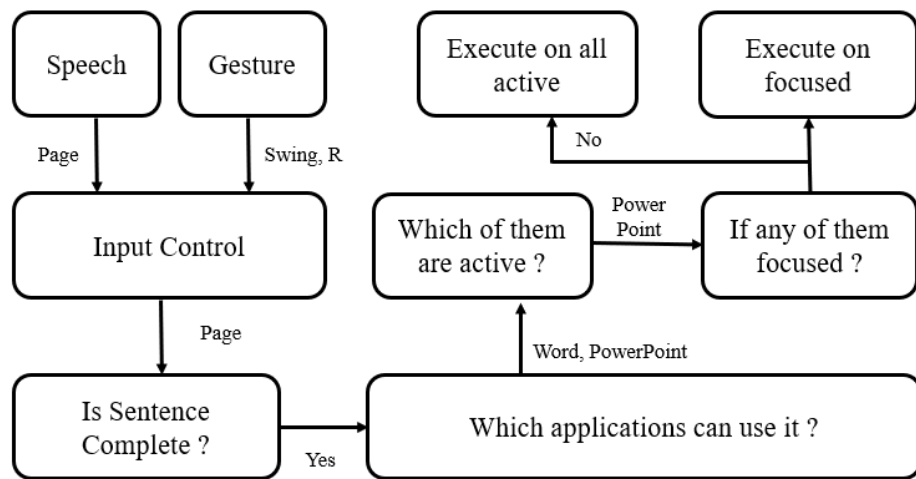 Speech
Gesture
Execute on all
active
Execute on
focused
Page
Swing, R
No
Input Control
Which of them
are active ?
Power
Point
If any of them
focused ?
Page
Word, PowerPoint
Is Sentence
Complete ?
Yes
Which applications can use it ?